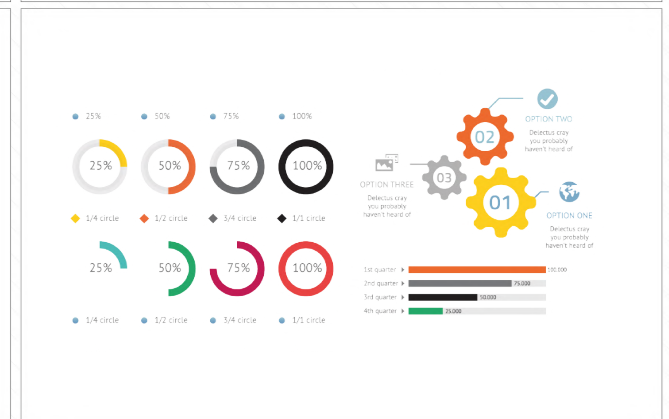 25%
50%
75%
100%
25%
50%
75%
100%
1/4 circle
1/2 circle
3/4 circle
1/1 circle
25%
50%
75%
100%
1/4 circle
1/2 circle
3/4 circle
1/1 circle
02
OPTION TWO
Delectus cray
you probably
haven't heard of
03
OPTION THREE
Delectus cray
you probably
haven't heard of
01
OPTION ONE
Delectus cray
you probably
haven't heard of
1st quarter 100.000
2nd quarter 75.000
3rd quarter 50.000
4th quarter 25.000